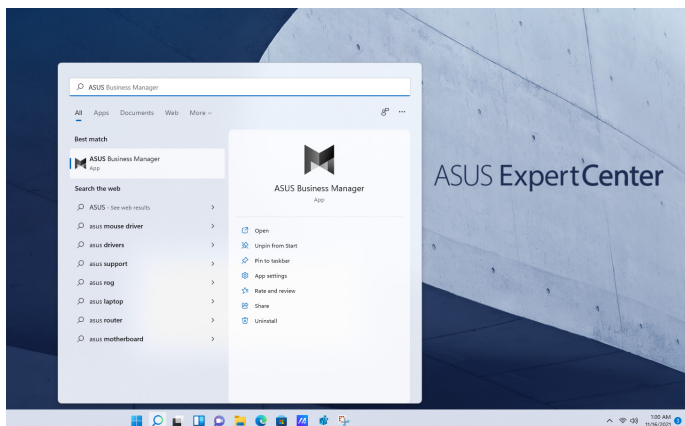 ASUS Business Manager
All Apps Documents Web More
Best match
ASUS Business Manager
App
Search the web
ASUS - See web results
asus mouse driver
asus drivers
asus support
asus rog
asus laptop
asus router
asus motherboard
ASUS Business Manager
App
Open
Unpin from Start
Pin to taskbar
App settings
Rate and review
Share
Uninstall
ASUS ExpertCenter
1:00 AM
11/16/2021